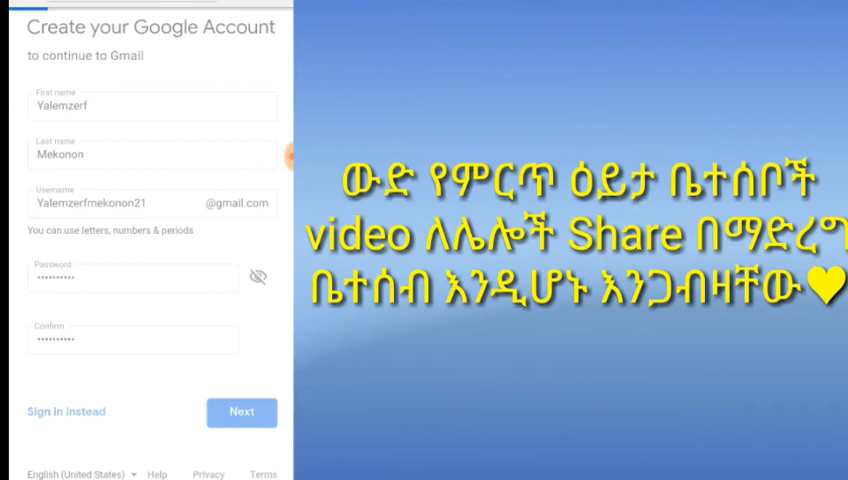 Create your Google Account
to continue to Gmail
First name
Yalemzerf
Last name
Mekonon
Username
Yalemzerfmekonon21 @gmail.com
You can use letters, numbers & periods
Password
••••••••••
Confirm
••••••••••
Sign in instead Next
English (United States) Help Privacy Terms
ውድ የምርጥ ዕይታ ቤተሰቦች
video ለሌሎች Share በማድረግ
ቤተሰብ እንዲሆኑ እንጋብዛቸው♥